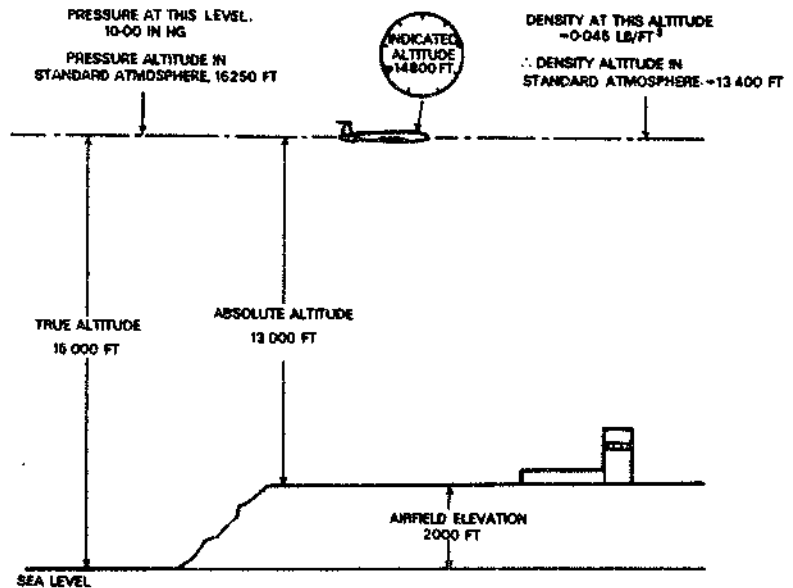 PRESSURE AT THIS LEVEL,
10·00 IN HG
PRESSURE ALTITUDE IN
STANDARD ATMOSPHERE, 16250 FT
INDICATED
ALTITUDE
14800 FT.
DENSITY AT THIS ALTITUDE
=0·046 LB/FT³
∴ DENSITY ALTITUDE IN
STANDARD ATMOSPHERE =13 400 FT
TRUE ALTITUDE
15 000 FT
ABSOLUTE ALTITUDE
13 000 FT
AIRFIELD ELEVATION
2000 FT
SEA LEVEL